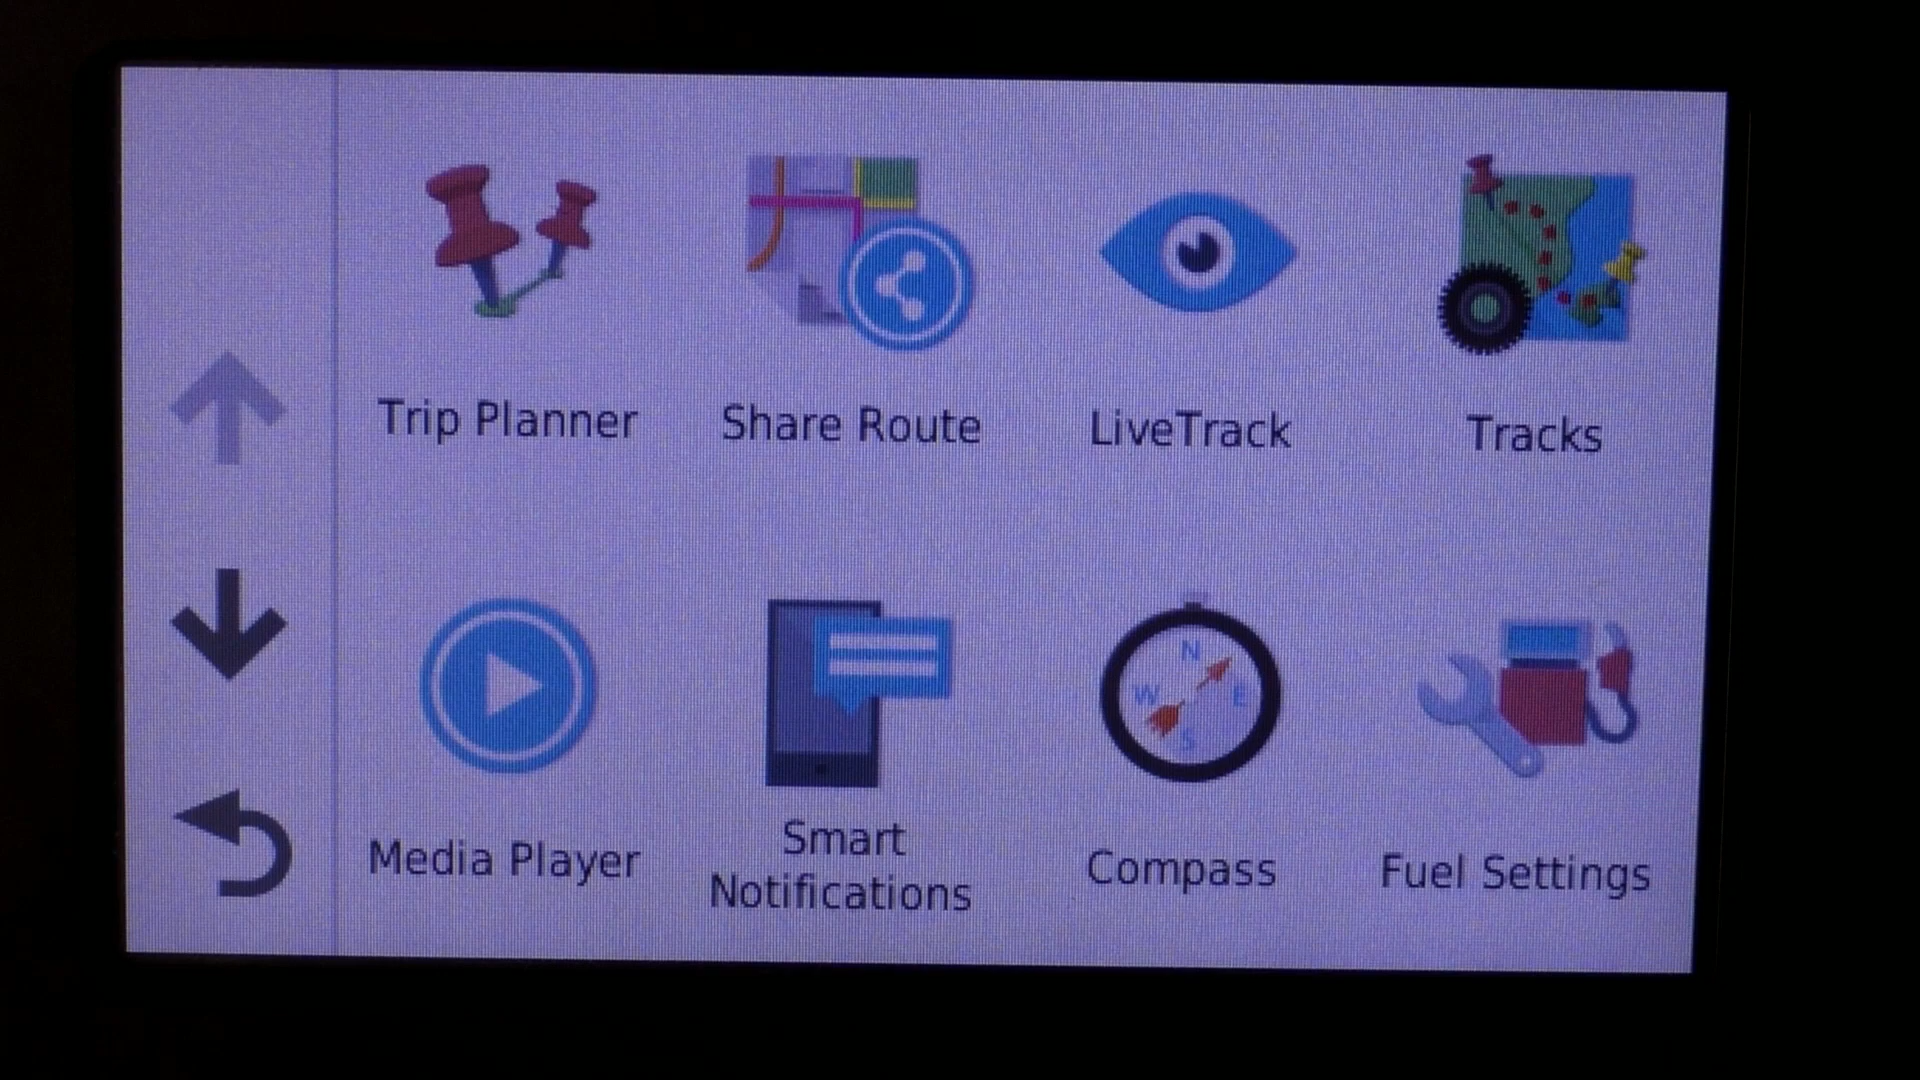 Trip Planner
Share Route
LiveTrack
Tracks
Media Player
Smart
Notifications
N
W
E
S
Compass
Fuel Settings